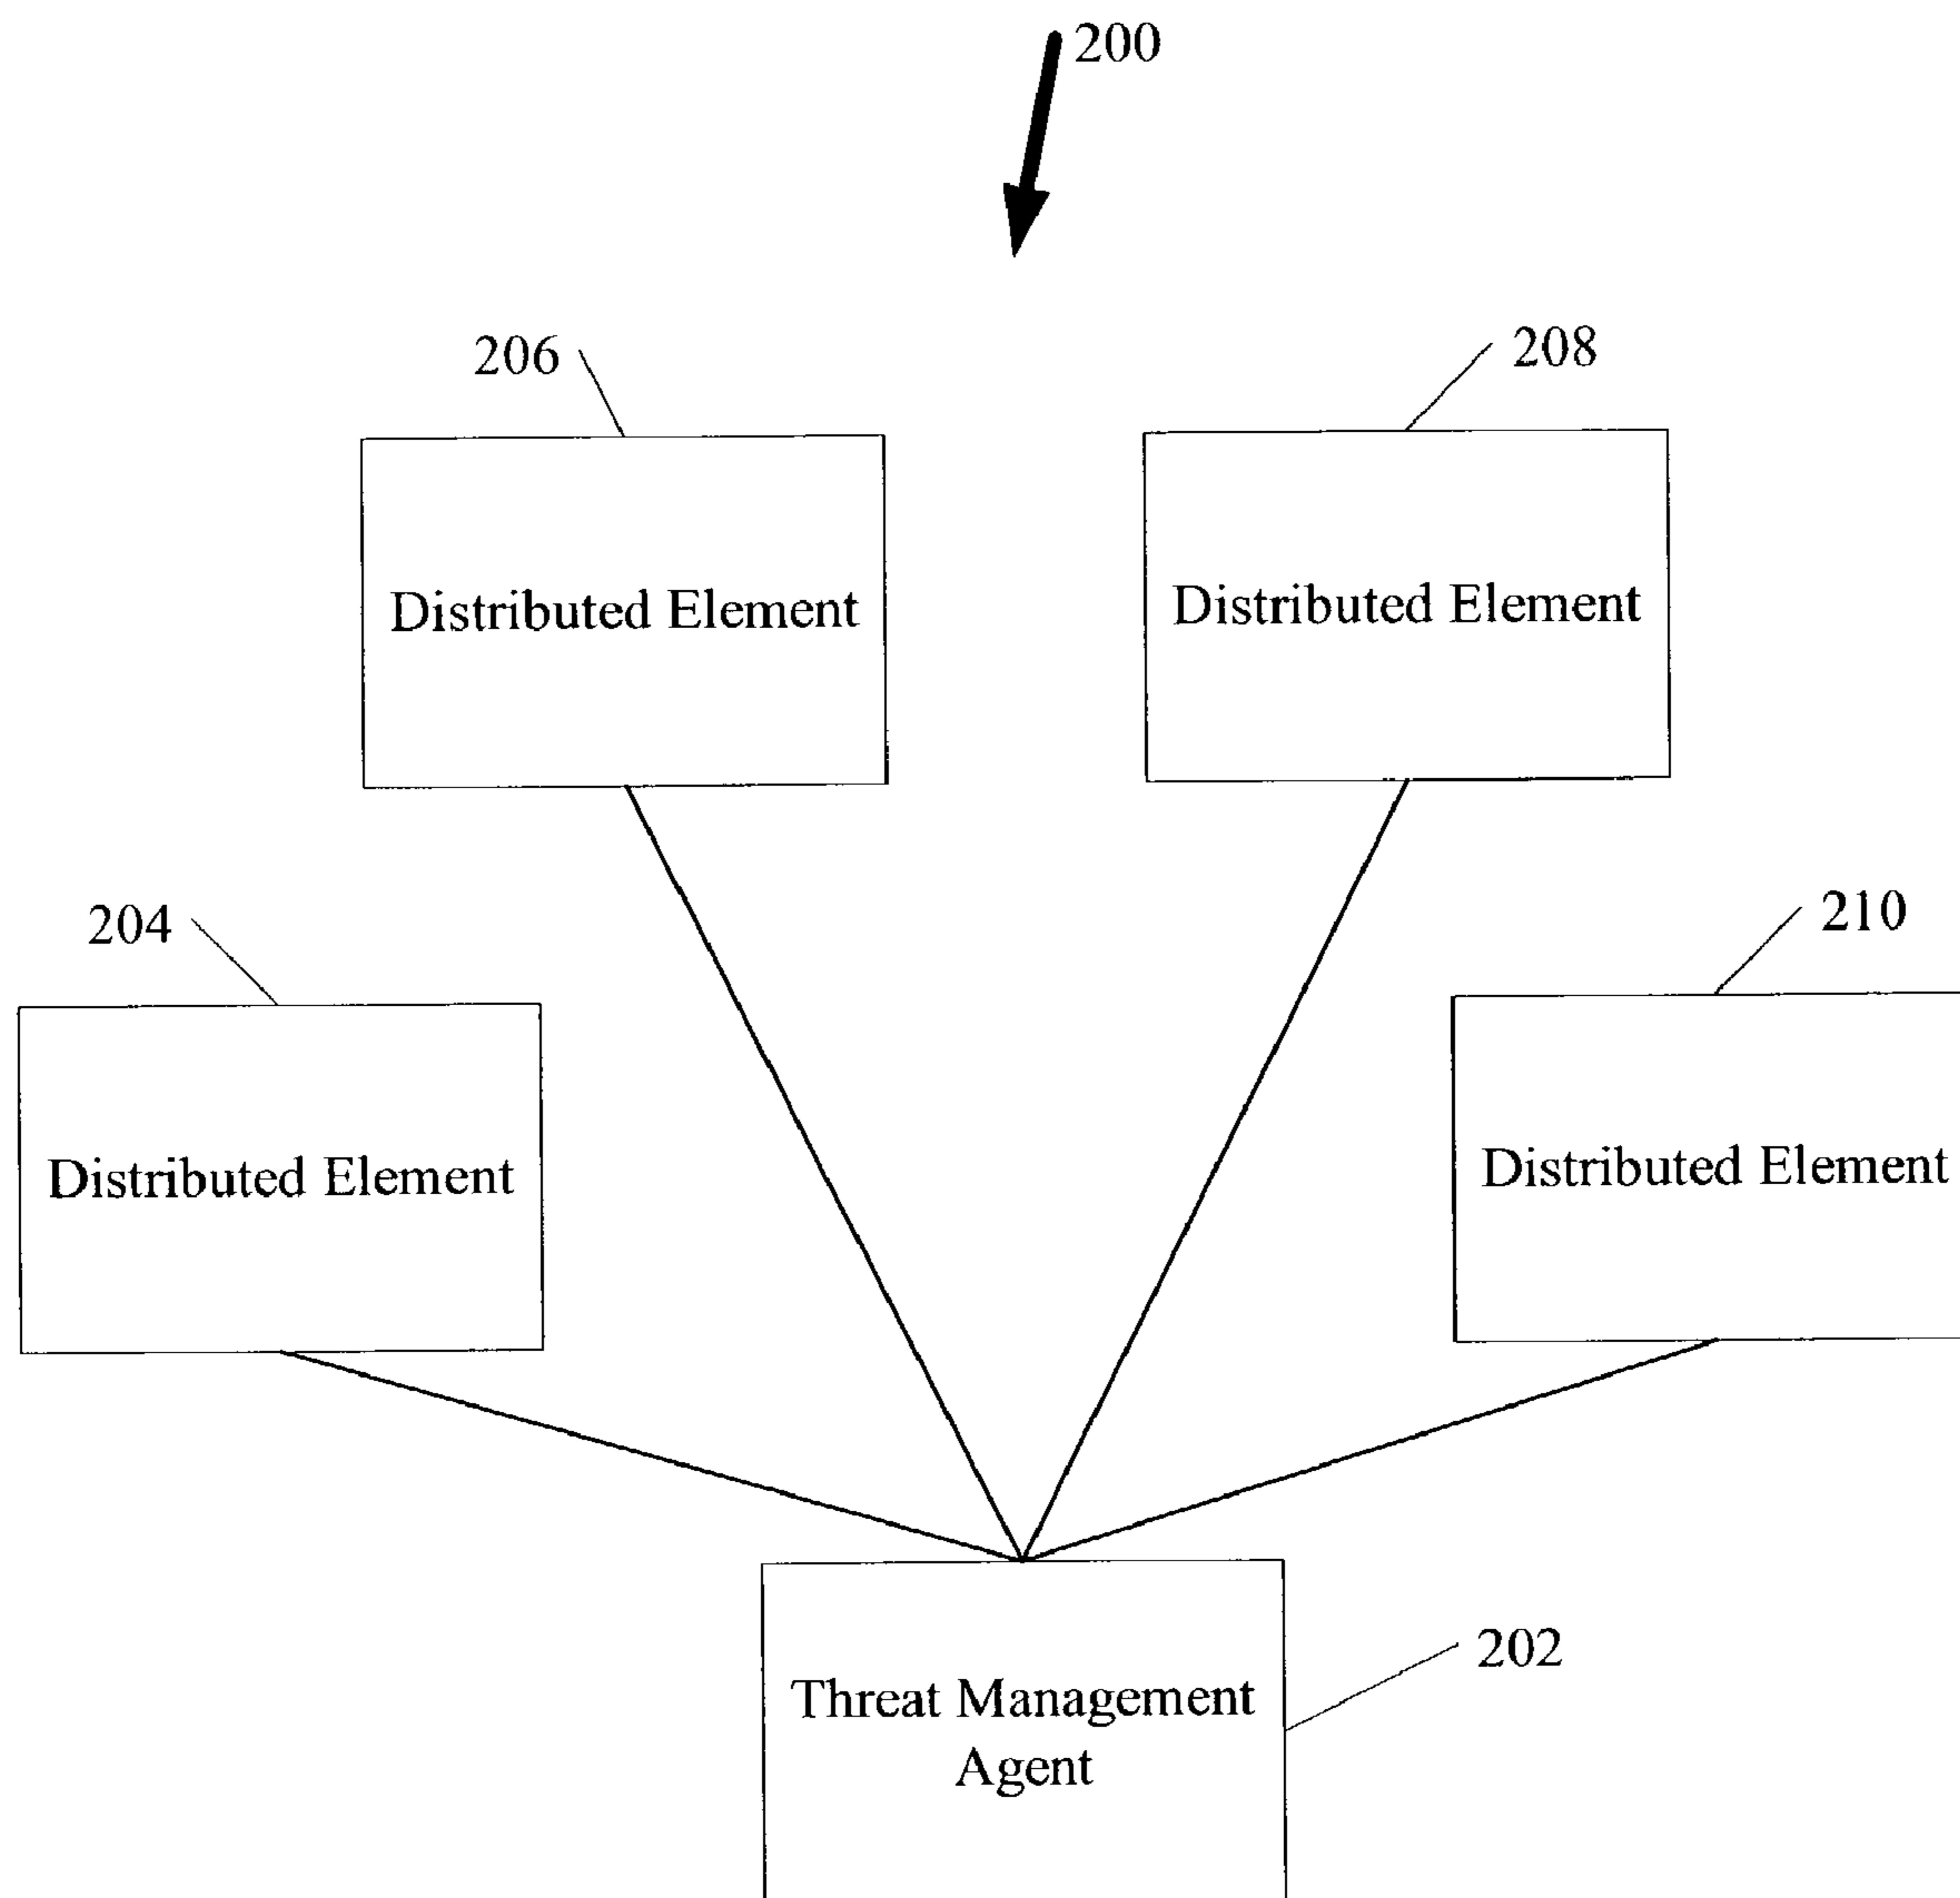 200
206
208
Distributed Element
Distributed Element
204
210
Distributed Element
Distributed Element
202
Threat Management
Agent